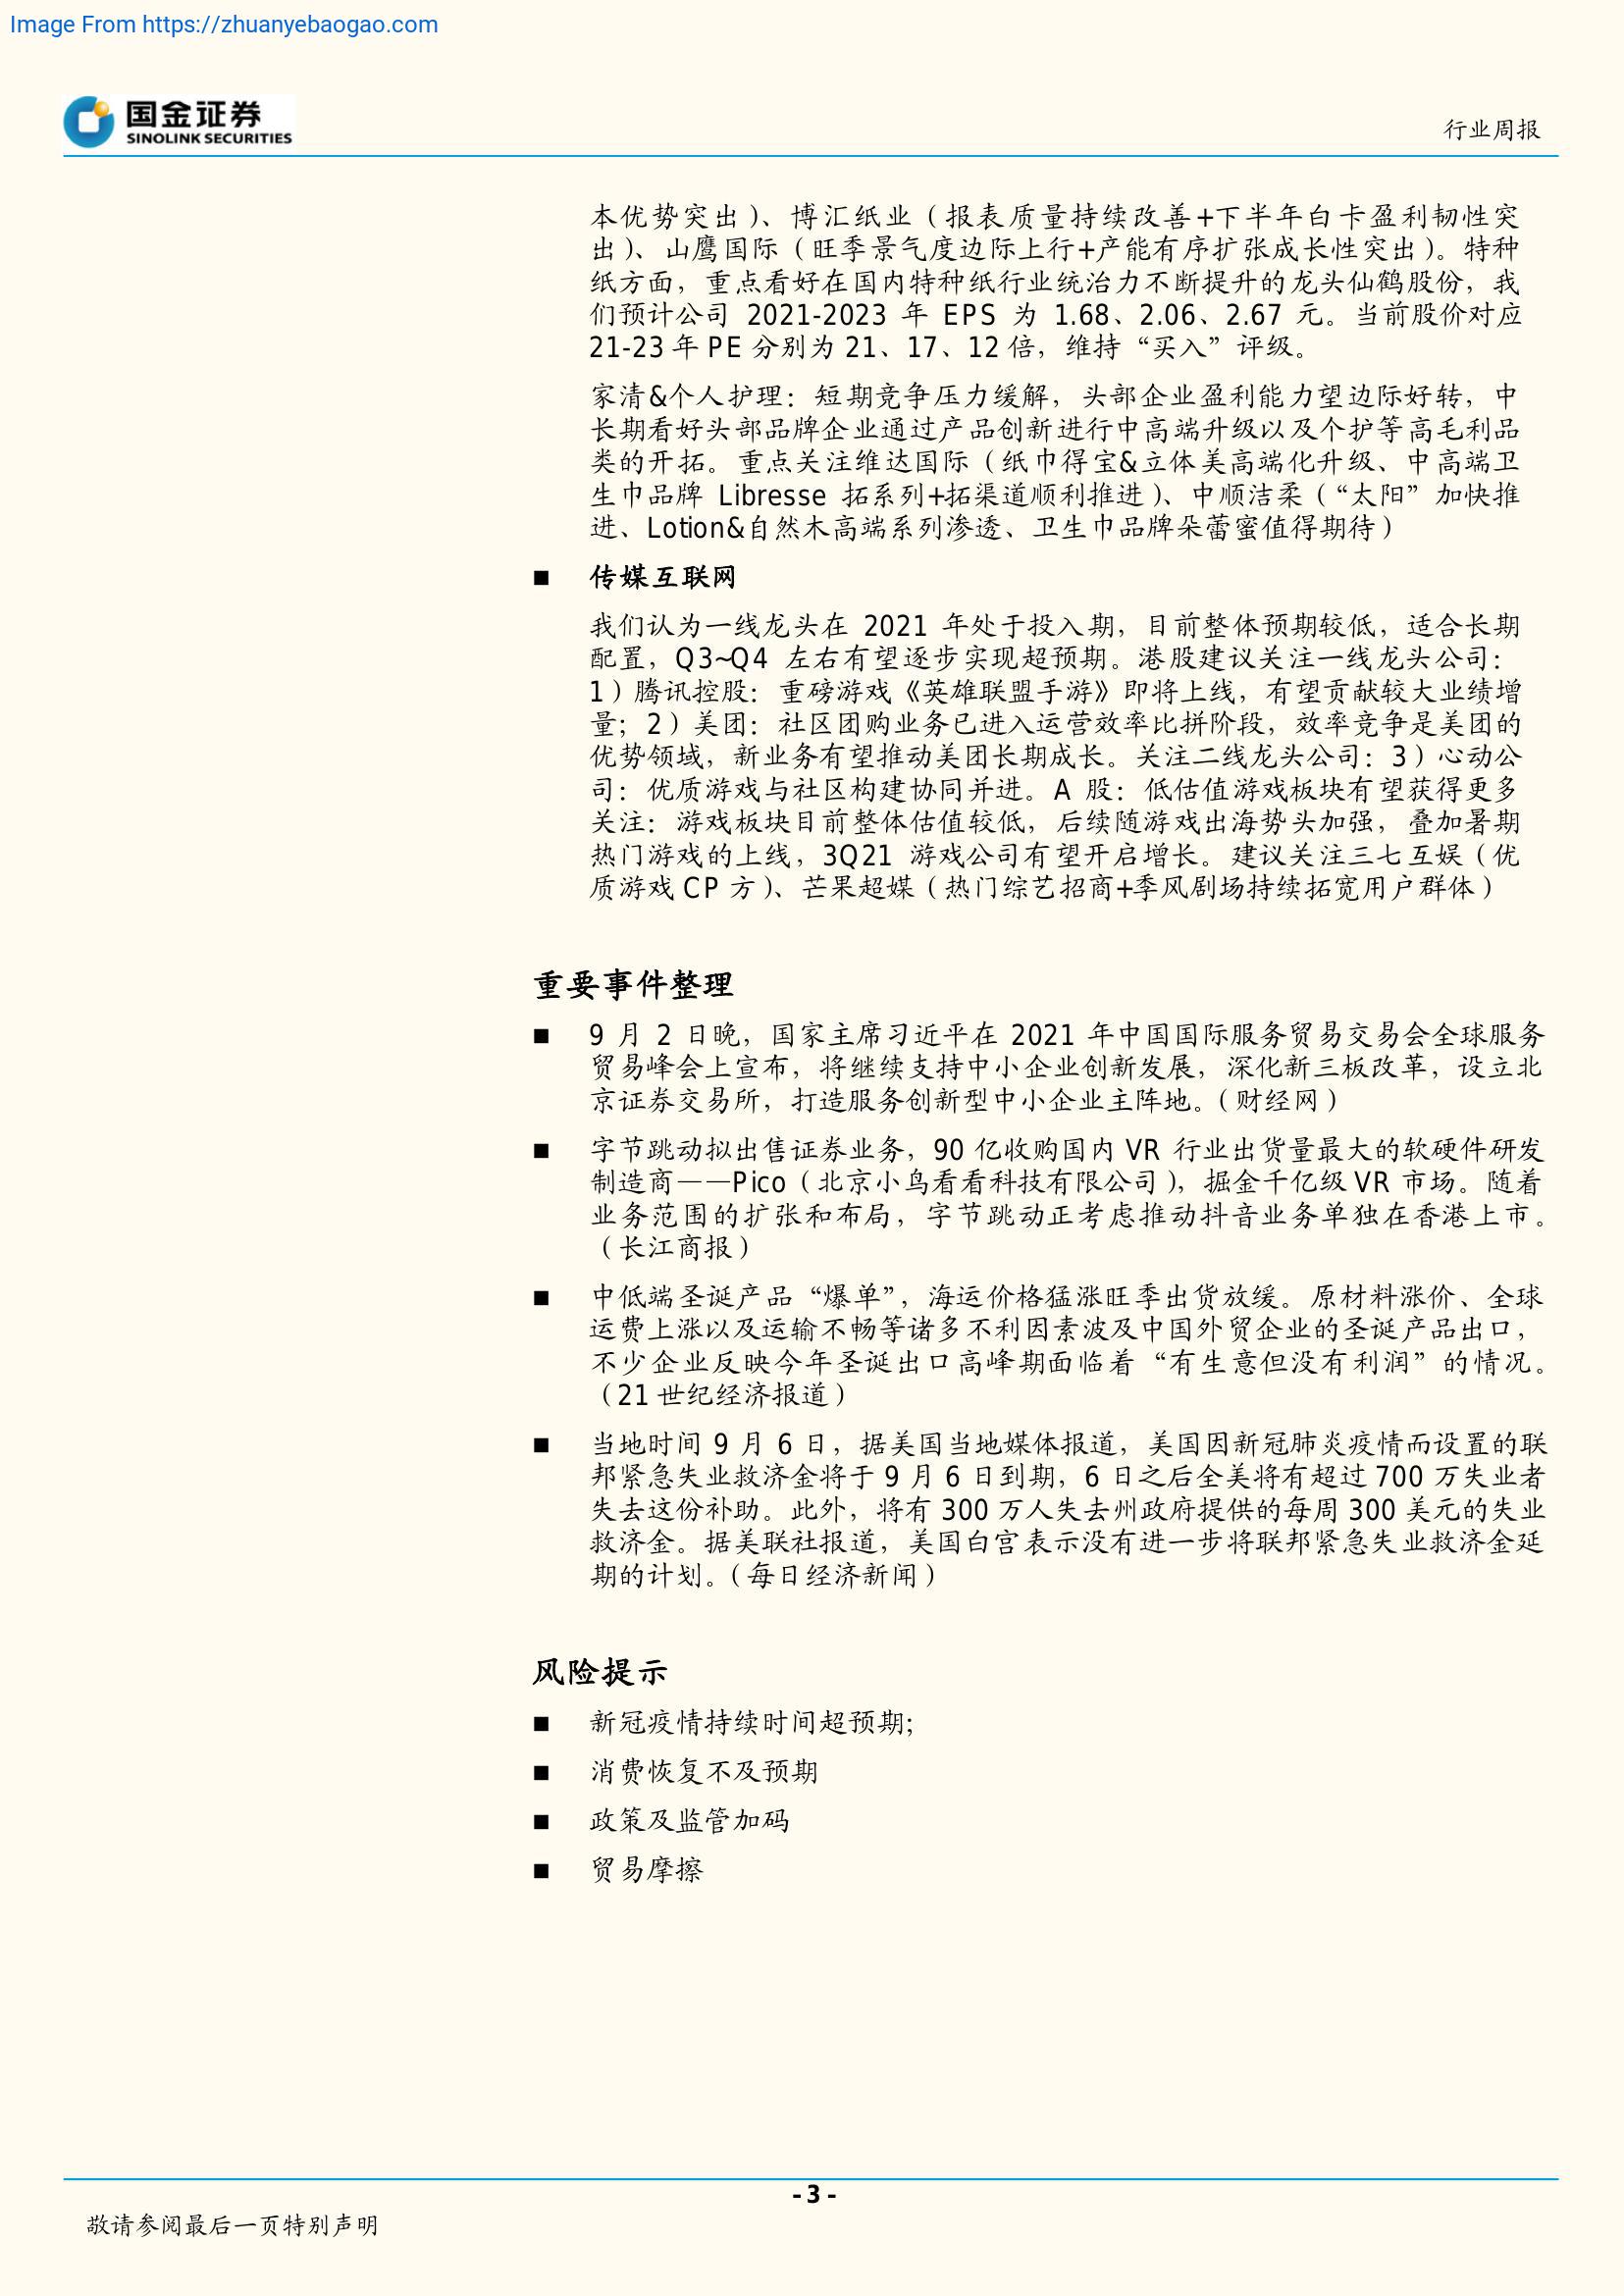 Image From https://zhuanyebaogao.com
国金证券
SINOLINK SECURITIES
行业周报
本优势突出)、博汇纸业(报表质量持续改善+下半年白卡盈利韧性突
出)、山鹰国际(旺季景气度边际上行+产能有序扩张成长性突出)。特种
纸方面，重点看好在国内特种纸行业统治力不断提升的龙头仙鹤股份，我
们预计公司 2021-2023 年 EPS 为 1.68、2.06、2.67 元。当前股价对应
21-23 年 PE 分别为 21、17、12 倍，维持“买入”评级。
家清&个人护理：短期竞争压力缓解，头部企业盈利能力望边际好转，中
长期看好头部品牌企业通过产品创新进行中高端升级以及个护等高毛利品
类的开拓。重点关注维达国际(纸巾得宝&立体美高端化升级、中高端卫
生巾品牌 Libresse 拓系列+拓渠道顺利推进)、中顺洁柔(“太阳”加快推
进、Lotion&自然木高端系列渗透、卫生巾品牌朵蕾蜜值得期待)
■ 传媒互联网
我们认为一线龙头在 2021 年处于投入期，目前整体预期较低，适合长期
配置，Q3~Q4 左右有望逐步实现超预期。港股建议关注一线龙头公司：
1)腾讯控股：重磅游戏《英雄联盟手游》即将上线，有望贡献较大业绩增
量；2)美团：社区团购业务已进入运营效率比拼阶段，效率竞争是美团的
优势领域，新业务有望推动美团长期成长。关注二线龙头公司：3)心动公
司：优质游戏与社区构建协同并进。A 股：低估值游戏板块有望获得更多
关注：游戏板块目前整体估值较低，后续随游戏出海势头加强，叠加暑期
热门游戏的上线，3Q21 游戏公司有望开启增长。建议关注三七互娱(优
质游戏 CP 方)、芒果超媒(热门综艺招商+季风剧场持续拓宽用户群体)
重要事件整理
■ 9 月 2 日晚，国家主席习近平在 2021 年中国国际服务贸易交易会全球服务
贸易峰会上宣布，将继续支持中小企业创新发展，深化新三板改革，设立北
京证券交易所，打造服务创新型中小企业主阵地。(财经网)
■ 字节跳动拟出售证券业务，90 亿收购国内 VR 行业出货量最大的软硬件研发
制造商——Pico(北京小鸟看看科技有限公司)，掘金千亿级 VR 市场。随着
业务范围的扩张和布局，字节跳动正考虑推动抖音业务单独在香港上市。
(长江商报)
■ 中低端圣诞产品“爆单”，海运价格猛涨旺季出货放缓。原材料涨价、全球
运费上涨以及运输不畅等诸多不利因素波及中国外贸企业的圣诞产品出口，
不少企业反映今年圣诞出口高峰期面临着“有生意但没有利润”的情况。
(21 世纪经济报道)
■ 当地时间 9 月 6 日，据美国当地媒体报道，美国因新冠肺炎疫情而设置的联
邦紧急失业救济金将于 9 月 6 日到期，6 日之后全美将有超过 700 万失业者
失去这份补助。此外，将有 300 万人失去州政府提供的每周 300 美元的失业
救济金。据美联社报道，美国白宫表示没有进一步将联邦紧急失业救济金延
期的计划。(每日经济新闻)
风险提示
■ 新冠疫情持续时间超预期;
■ 消费恢复不及预期
■ 政策及监管加码
■ 贸易摩擦
- 3 -
敬请参阅最后一页特别声明